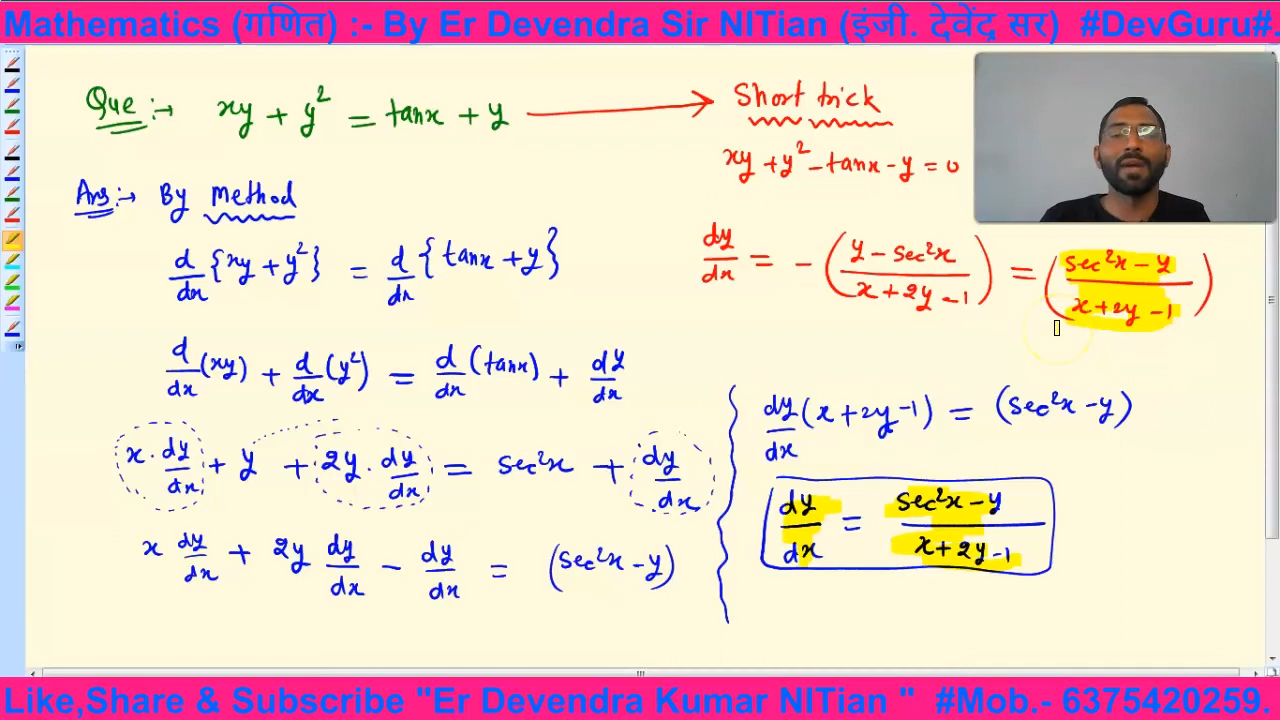 Mathematics (गणित) :- By Er Devendra Sir NITian (इंजी. देवेंद्र सर) #DevGuru#.
Que :→ xy + y² = tanx + y → Short trick
xy + y² - tanx - y = 0
Ans :→ By Method
d/dx {xy + y²} = d/dx {tanx + y}
dy/dx = - ((y - sec²x)/(x + 2y - 1)) = ((sec²x - y)/(x + 2y - 1))
d/dx (xy) + d/dx (y²) = d/dx (tanx) + dy/dx
x · dy/dx + y + 2y · dy/dx = sec²x + dy/dx
x dy/dx + 2y dy/dx - dy/dx = (sec²x - y)
dy/dx (x + 2y - 1) = (sec²x - y)
dy/dx = (sec²x - y)/(x + 2y - 1)
Like,Share & Subscribe "Er Devendra Kumar NITian " #Mob.- 6375420259.